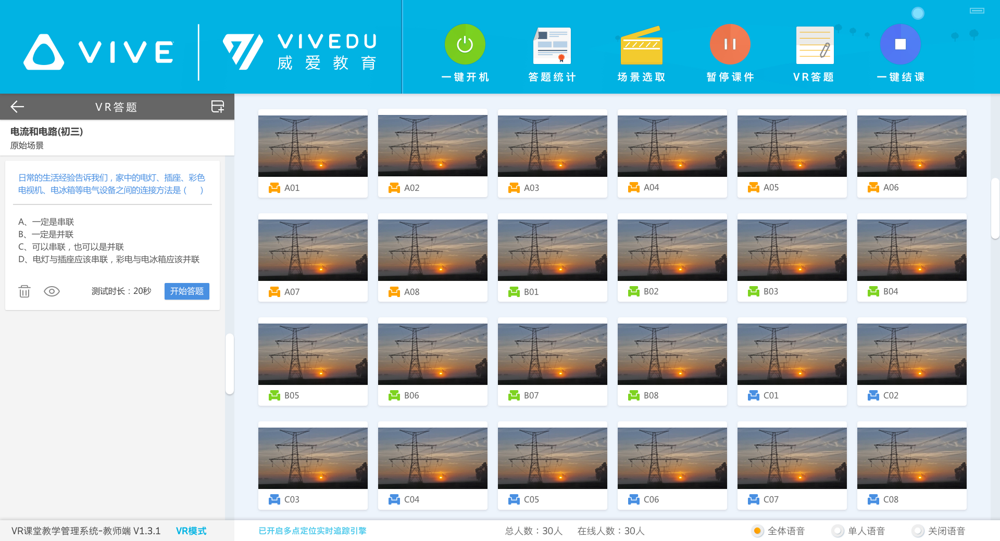 VIVE
VIVEDU
威爱教育
一键开机
答题统计
场景选取
暂停课件
VR答题
一键结课
VR答题
电流和电路(初三)
原始场景
日常的生活经验告诉我们，家中的电灯、插座、彩色
电视机、电冰箱等电气设备之间的连接方法是（　）
A、一定是串联
B、一定是并联
C、可以串联，也可以是并联
D、电灯与插座应该串联，彩电与电冰箱应该并联
测试时长：20秒
开始答题
A01
A02
A03
A04
A05
A06
A07
A08
B01
B02
B03
B04
B05
B06
B07
B08
C01
C02
C03
C04
C05
C06
C07
C08
VR课堂教学管理系统-教师端 V1.3.1
VR模式
已开启多点定位实时追踪引擎
总人数：30人
在线人数：30人
全体语音
单人语音
关闭语音